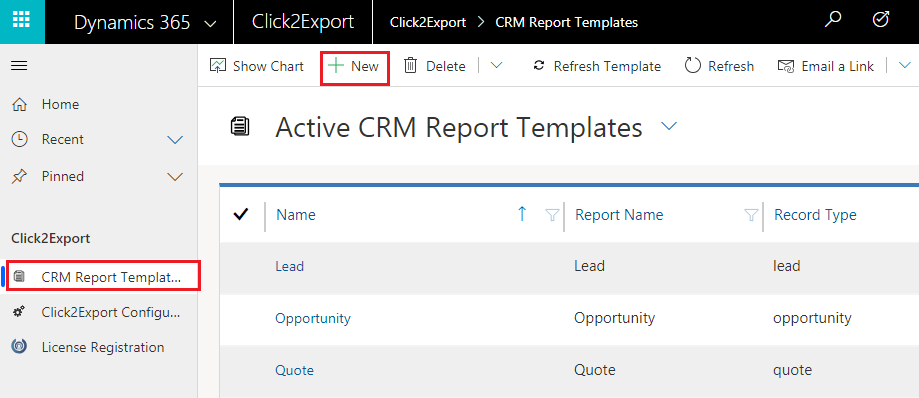 Dynamics 365 Click2Export Click2Export > CRM Report Templates
Show Chart New Delete Refresh Template Refresh Email a Link
Home
Recent
Pinned
Active CRM Report Templates
Click2Export
CRM Report Templat...
Click2Export Configu...
License Registration
Name Report Name Record Type
Lead Lead lead
Opportunity Opportunity opportunity
Quote Quote quote